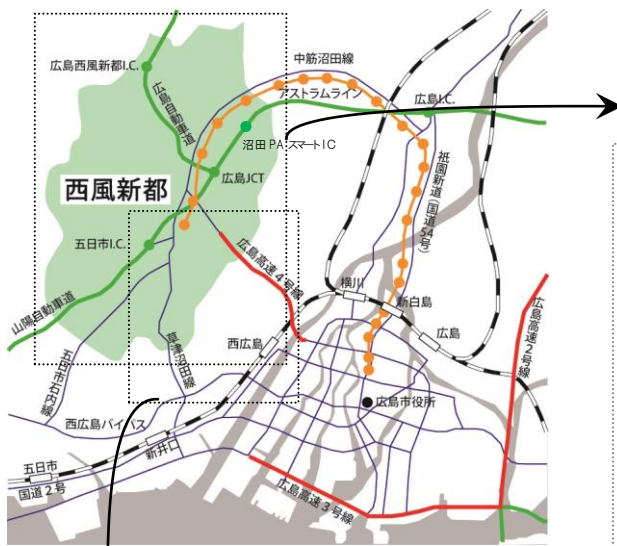 広島西風新都I.C.
広島自動車道
中筋沼田線
アストラムライン
広島I.C.
沼田PAスマートIC
広島JCT
祇園新道(国道54号)
西風新都
五日市I.C.
山陽自動車道
広島高速4号線
横川
新白島
広島
広島高速2号線
西広島
草津沼田線
五日市石内線
広島市役所
西広島バイパス
新井口
五日市
国道2号
広島高速3号線